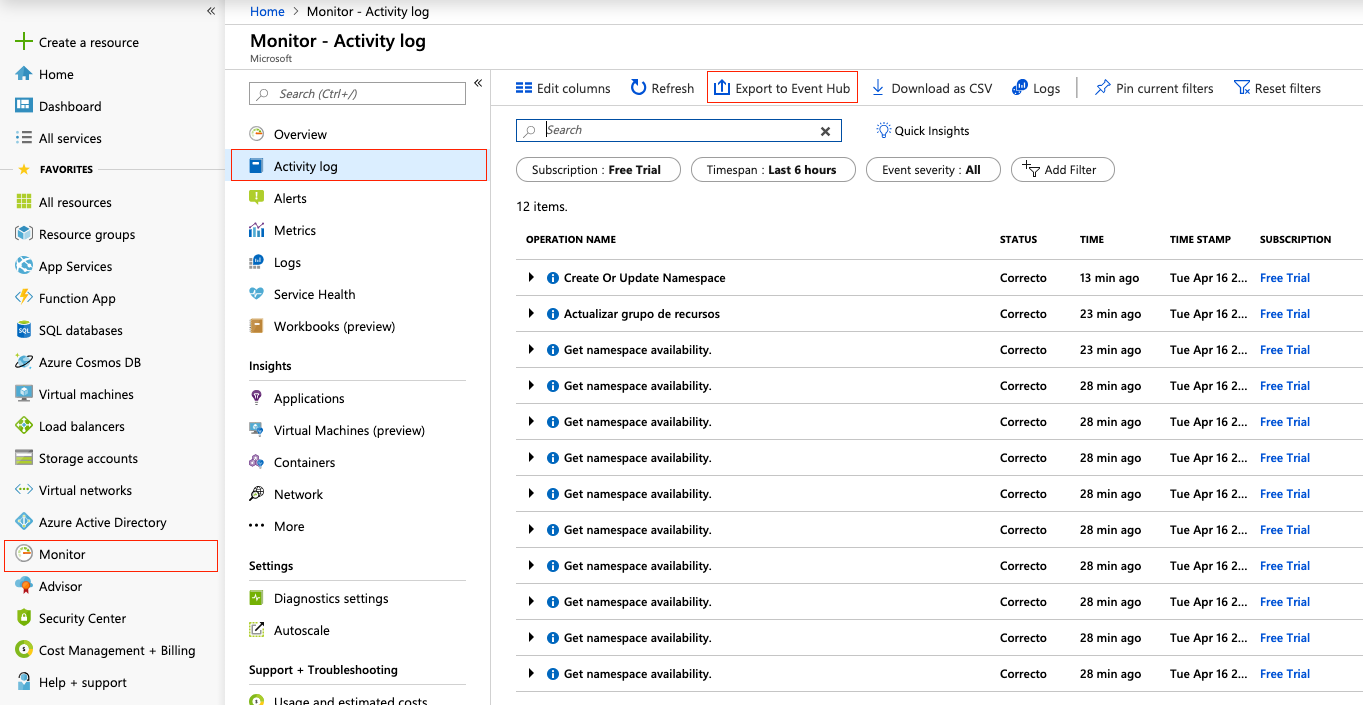 Home > Monitor - Activity log
Monitor - Activity log
Microsoft
Create a resource
Home
Dashboard
All services
FAVORITES
All resources
Resource groups
App Services
Function App
SQL databases
Azure Cosmos DB
Virtual machines
Load balancers
Storage accounts
Virtual networks
Azure Active Directory
Monitor
Advisor
Security Center
Cost Management + Billing
Help + support
Search (Ctrl+/)
Overview
Activity log
Alerts
Metrics
Logs
Service Health
Workbooks (preview)
Insights
Applications
Virtual Machines (preview)
Containers
Network
More
Settings
Diagnostics settings
Autoscale
Support + Troubleshooting
Usage and estimated costs
Edit columns Refresh Export to Event Hub Download as CSV Logs Pin current filters Reset filters
Search Quick Insights
Subscription : Free Trial Timespan : Last 6 hours Event severity : All Add Filter
12 items.
OPERATION NAME STATUS TIME TIME STAMP SUBSCRIPTION
Create Or Update Namespace Correcto 13 min ago Tue Apr 16 2... Free Trial
Actualizar grupo de recursos Correcto 23 min ago Tue Apr 16 2... Free Trial
Get namespace availability. Correcto 23 min ago Tue Apr 16 2... Free Trial
Get namespace availability. Correcto 28 min ago Tue Apr 16 2... Free Trial
Get namespace availability. Correcto 28 min ago Tue Apr 16 2... Free Trial
Get namespace availability. Correcto 28 min ago Tue Apr 16 2... Free Trial
Get namespace availability. Correcto 28 min ago Tue Apr 16 2... Free Trial
Get namespace availability. Correcto 28 min ago Tue Apr 16 2... Free Trial
Get namespace availability. Correcto 28 min ago Tue Apr 16 2... Free Trial
Get namespace availability. Correcto 28 min ago Tue Apr 16 2... Free Trial
Get namespace availability. Correcto 28 min ago Tue Apr 16 2... Free Trial
Get namespace availability. Correcto 28 min ago Tue Apr 16 2... Free Trial